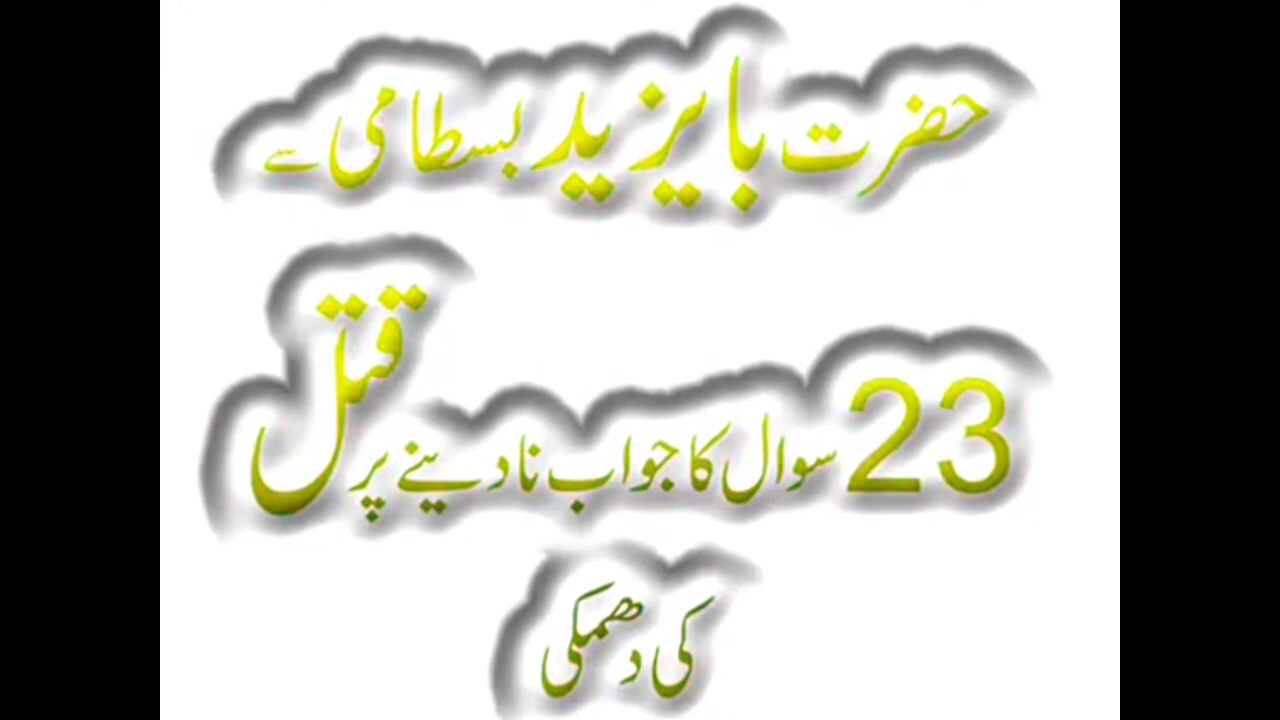 حضرت بایزید بسطامی سے
23 سوال کا جواب نا دینے پر قتل
کی دھمکی